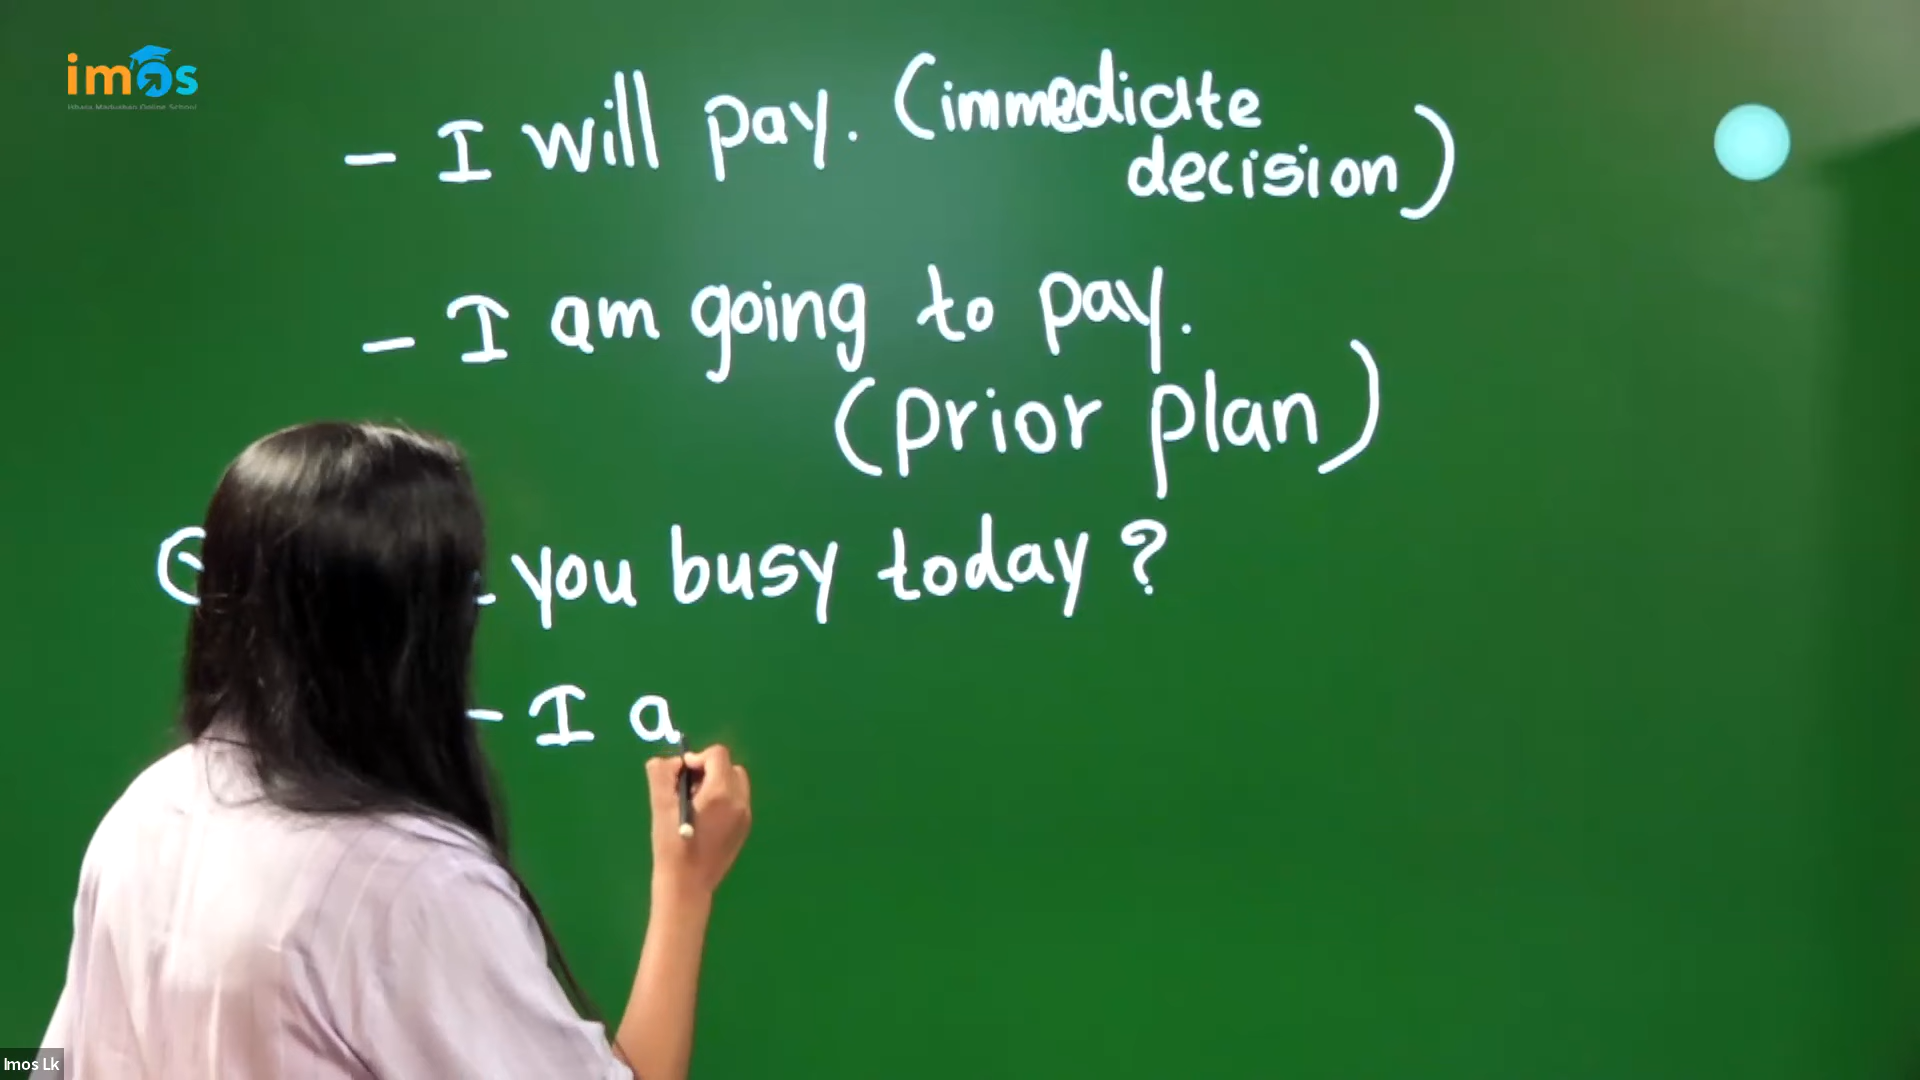 imos
- I will pay. (immediate
decision)
- I am going to pay.
(prior plan)
you busy today?
- I a
Imos Lk